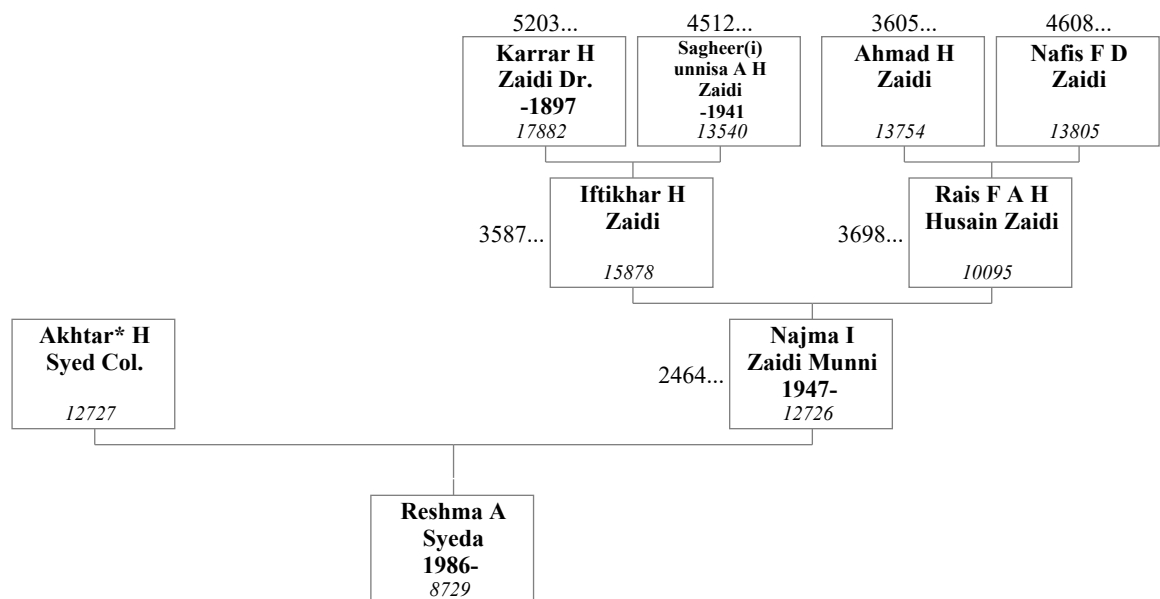 5203...
4512...
3605...
4608...
Karrar H
Zaidi Dr.
-1897
17882
Sagheer(i)
unnisa A H
Zaidi
-1941
13540
Ahmad H
Zaidi
13754
Nafis F D
Zaidi
13805
3587...
Iftikhar H
Zaidi
15878
3698...
Rais F A H
Husain Zaidi
10095
Akhtar* H
Syed Col.
12727
2464...
Najma I
Zaidi Munni
1947-
12726
Reshma A
Syeda
1986-
8729